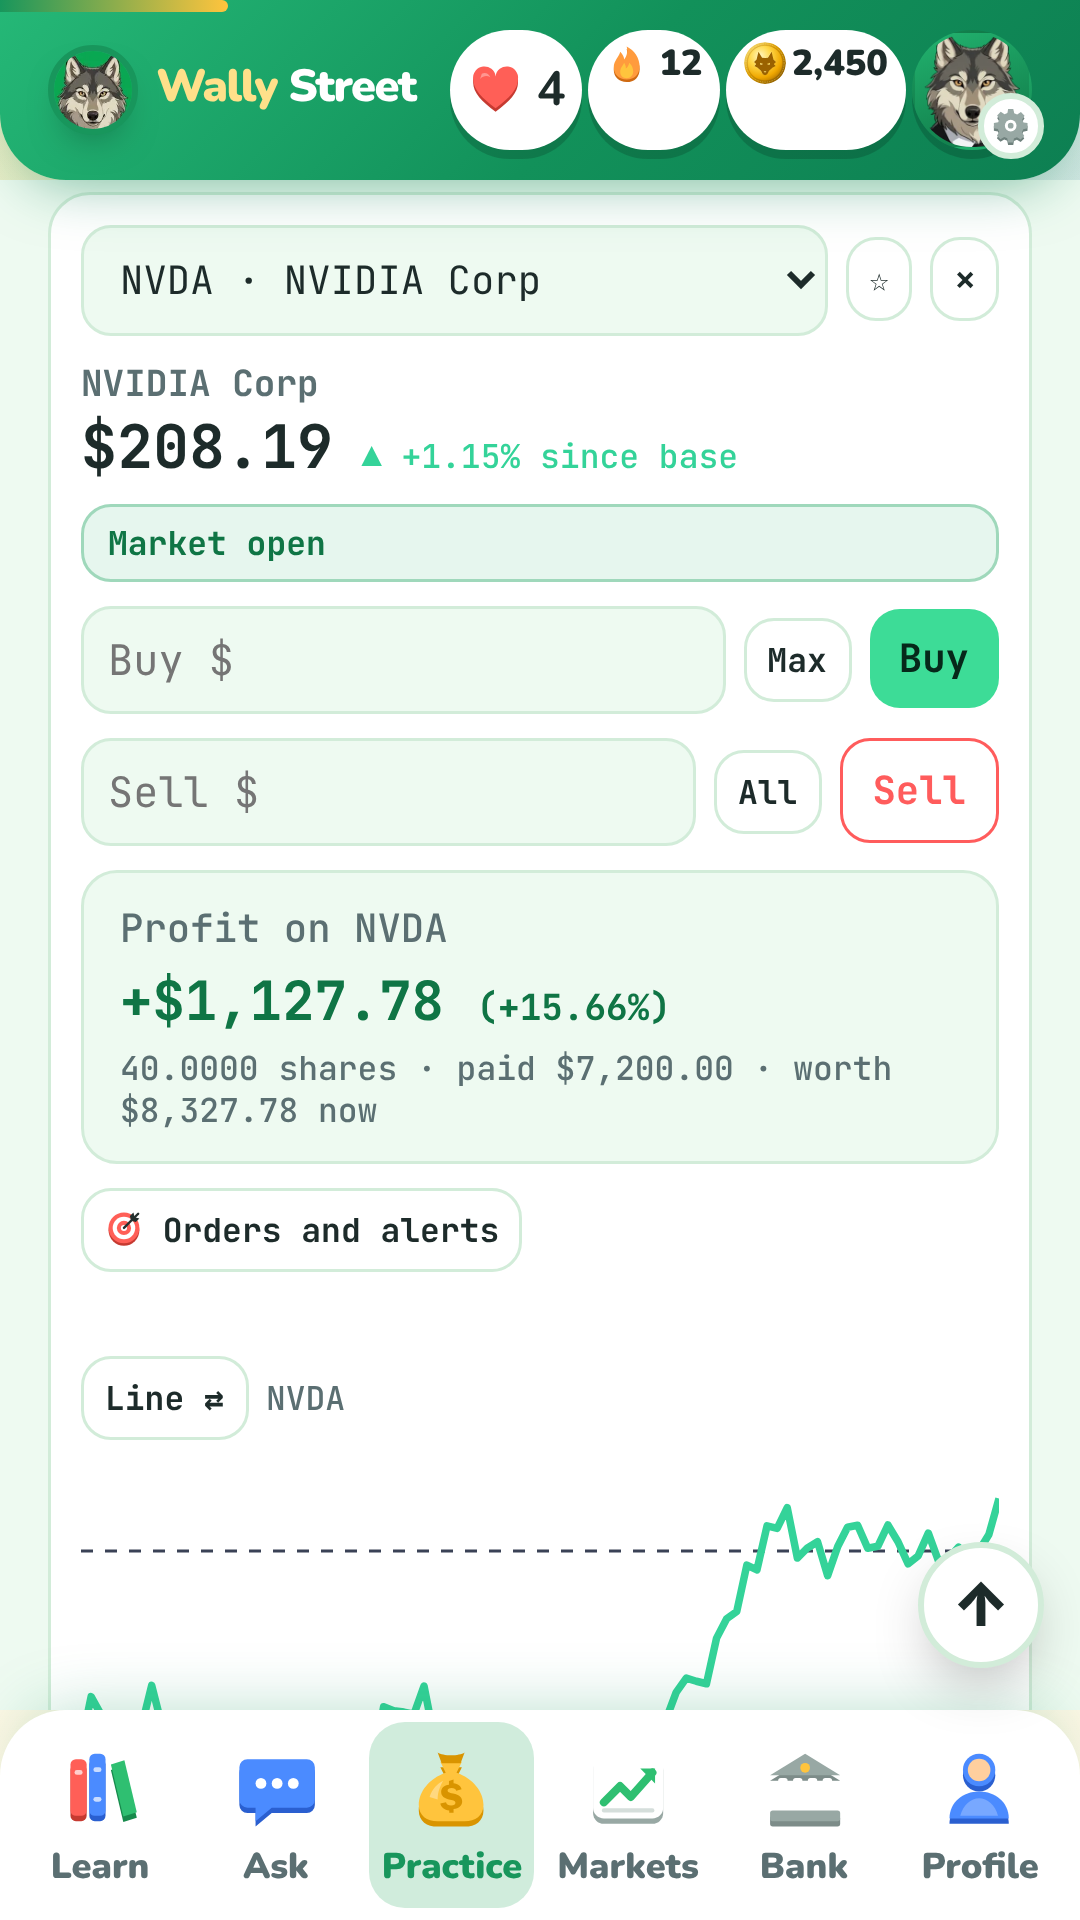 Wally Street
4
12
2,450
NVDA · NVIDIA Corp
☆
×
NVIDIA Corp
$208.19 ▲ +1.15% since base
Market open
Buy $
Max
Buy
Sell $
All
Sell
Profit on NVDA
+$1,127.78 (+15.66%)
40.0000 shares · paid $7,200.00 · worth
$8,327.78 now
🎯 Orders and alerts
Line ⇄
NVDA
↑
Learn
Ask
Practice
Markets
Bank
Profile